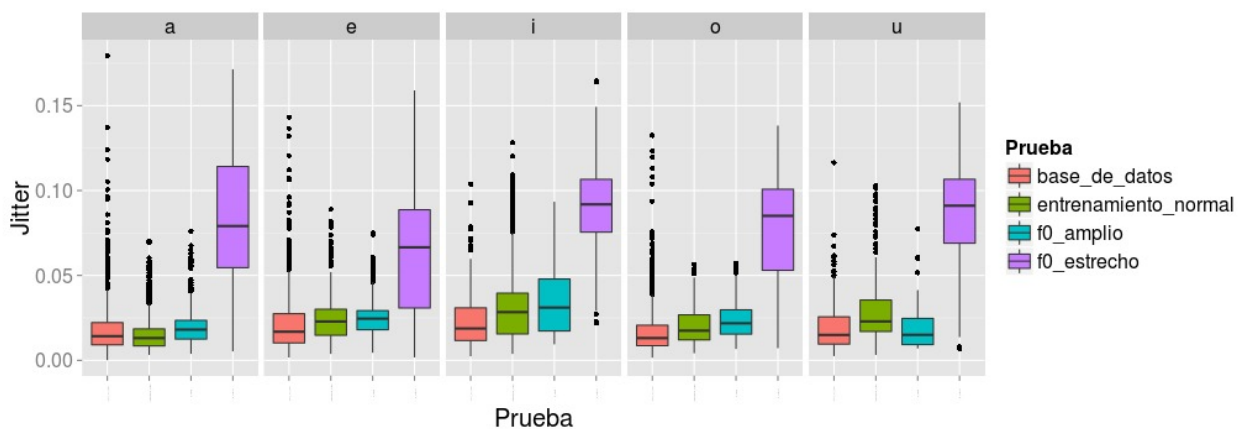 a e i o u
Jitter
0.15
0.10
0.05
0.00
Prueba
Prueba
base_de_datos
entrenamiento_normal
f0_amplio
f0_estrecho